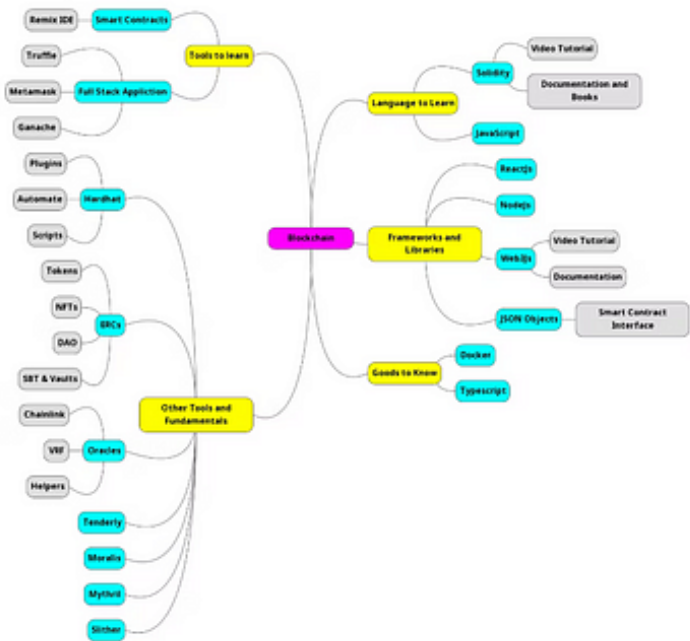 Remix IDE
Smart Contracts
Tools to learn
Truffle
Metamask
Full Stack Appliction
Ganache
Plugins
Automate
Hardhat
Scripts
Tokens
NFTs
ERCs
DAO
SBT & Vaults
Other Tools and
Fundamentals
Chainlink
VRF
Oracles
Helpers
Tenderly
Moralis
Mythril
Slither
Blockchain
Language to Learn
Solidity
Video Tutorial
Documentation and
Books
JavaScript
Frameworks and
Libraries
ReactJs
NodeJs
Web3Js
Video Tutorial
Documentation
JSON Objects
Smart Contract
Interface
Goods to Know
Docker
Typescript